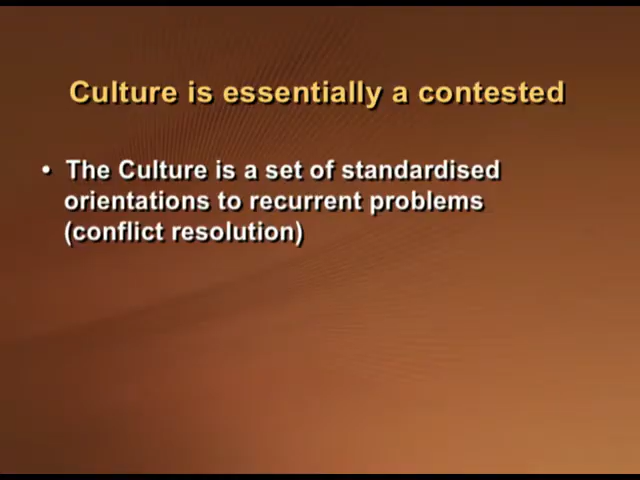 Culture is essentially a contested
• The Culture is a set of standardised
orientations to recurrent problems
(conflict resolution)